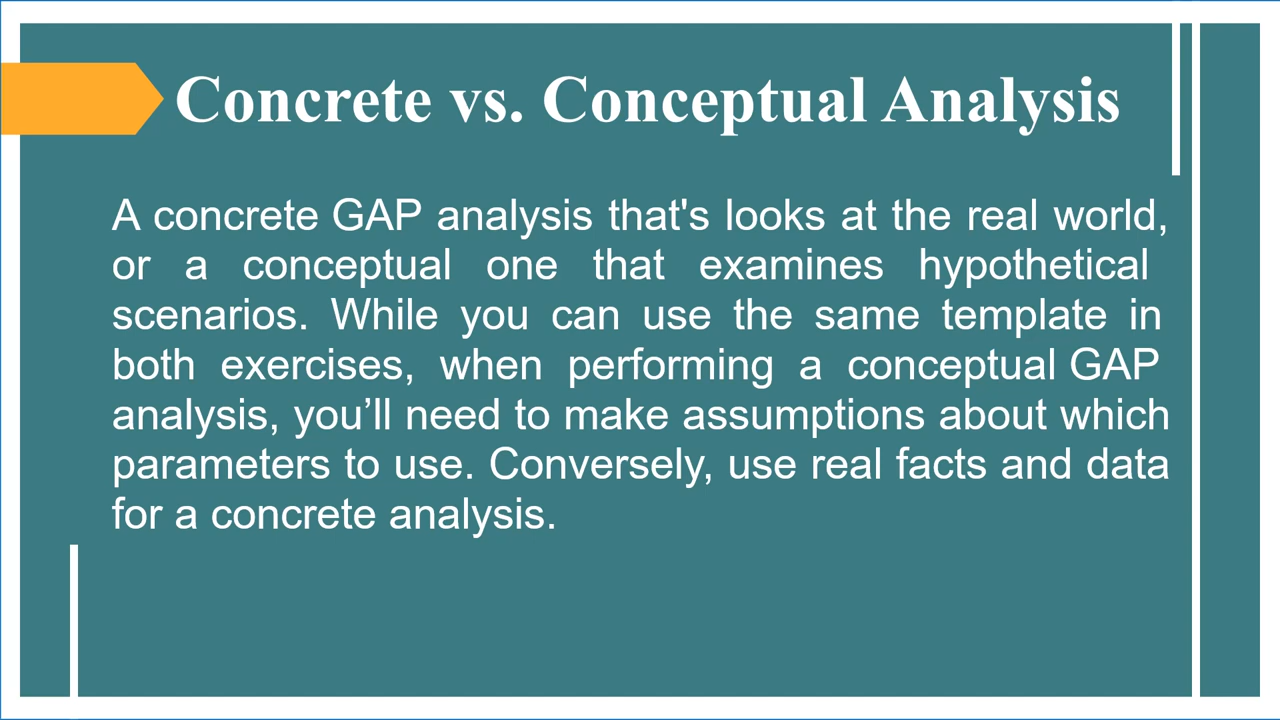 Concrete vs. Conceptual Analysis
A concrete GAP analysis that's looks at the real world,
or a conceptual one that examines hypothetical
scenarios. While you can use the same template in
both exercises, when performing a conceptual GAP
analysis, you’ll need to make assumptions about which
parameters to use. Conversely, use real facts and data
for a concrete analysis.